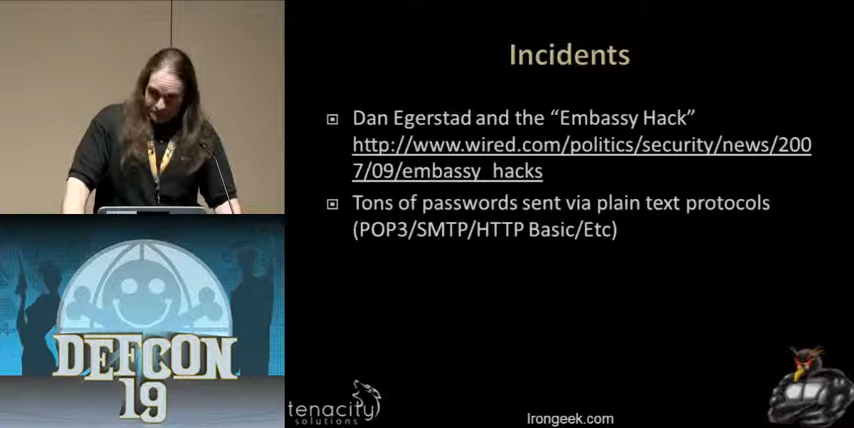 Incidents
Dan Egerstad and the “Embassy Hack”
http://www.wired.com/politics/security/news/200
7/09/embassy_hacks
Tons of passwords sent via plain text protocols
(POP3/SMTP/HTTP Basic/Etc)
DEFCON
19
tenacity
solutions
Irongeek.com